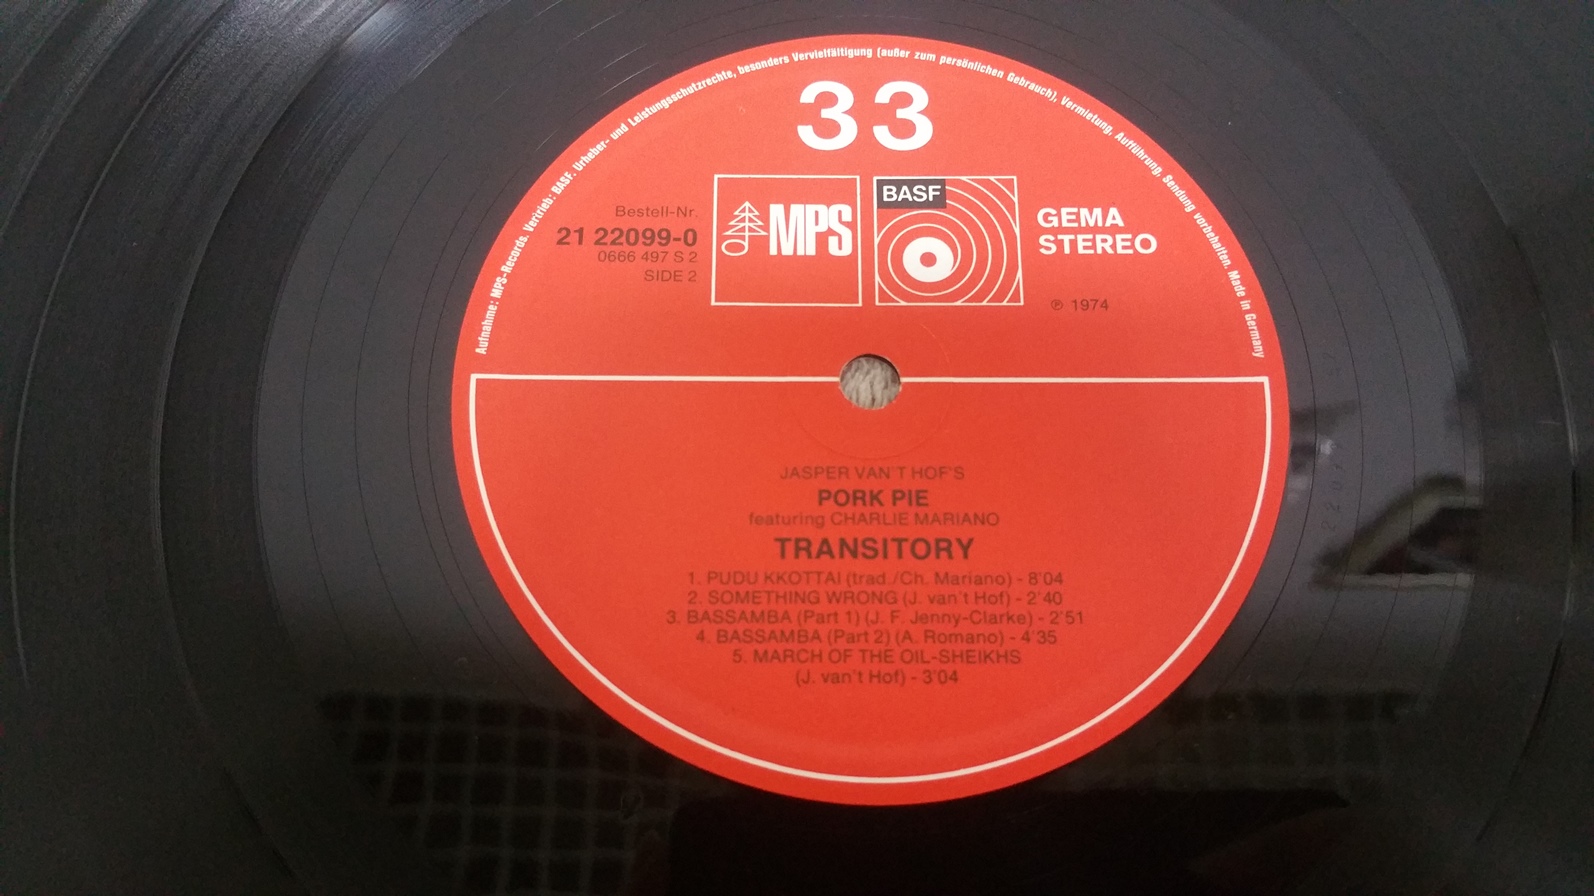 Aufnahme: MPS-Records. Vertrieb: BASF. Urheber- und Leistungsschutzrechte, besonders Vervielfältigung (außer zum persönlichen Gebrauch), Vermietung, Aufführung, Sendung vorbehalten. Made in Germany
33
Bestell-Nr.
21 22099-0
0666 497 S 2
SIDE 2
MPS
BASF
GEMA
STEREO
℗ 1974
JASPER VAN'T HOF'S
PORK PIE
featuring CHARLIE MARIANO
TRANSITORY
1. PUDU KKOTTAI (trad./Ch. Mariano) - 8'04
2. SOMETHING WRONG (J. van't Hof) - 2'40
3. BASSAMBA (Part 1) (J. F. Jenny-Clarke) - 2'51
4. BASSAMBA (Part 2) (A. Romano) - 4'35
5. MARCH OF THE OIL-SHEIKHS
(J. van't Hof) - 3'04